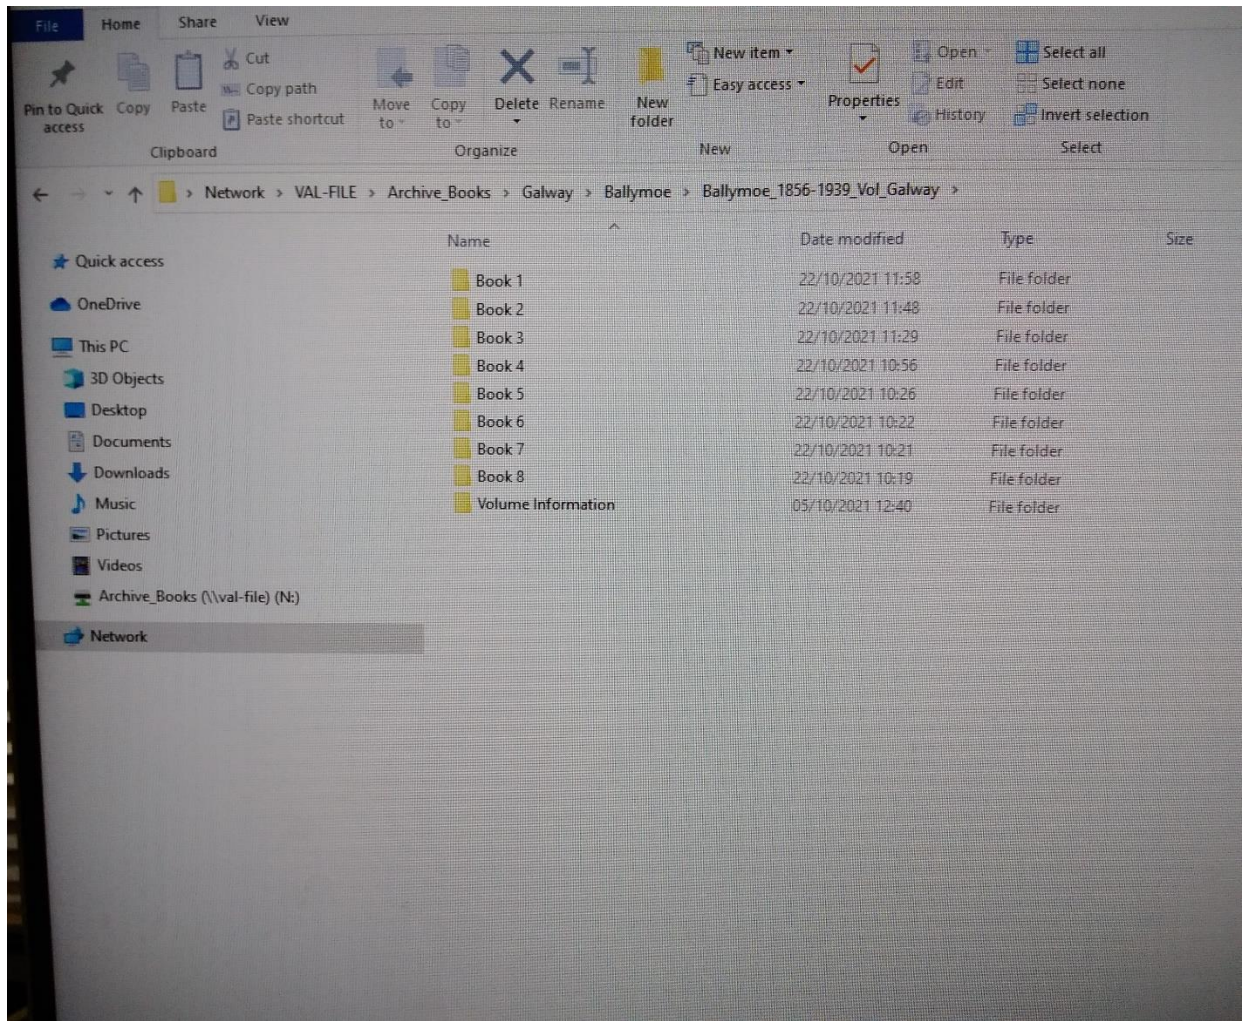 File Home Share View
Pin to Quick access
Copy
Paste
Cut
Copy path
Paste shortcut
Clipboard
Move to
Copy to
Delete
Rename
Organize
New folder
New item
Easy access
New
Properties
Open
Edit
History
Open
Select all
Select none
Invert selection
Select
Network > VAL-FILE > Archive_Books > Galway > Ballymoe > Ballymoe_1856-1939_Vol_Galway >
Quick access
OneDrive
This PC
3D Objects
Desktop
Documents
Downloads
Music
Pictures
Videos
Archive_Books (\\val-file) (N:)
Network
Name Date modified Type Size
Book 1 22/10/2021 11:58 File folder
Book 2 22/10/2021 11:48 File folder
Book 3 22/10/2021 11:29 File folder
Book 4 22/10/2021 10:56 File folder
Book 5 22/10/2021 10:26 File folder
Book 6 22/10/2021 10:22 File folder
Book 7 22/10/2021 10:21 File folder
Book 8 22/10/2021 10:19 File folder
Volume Information 05/10/2021 12:40 File folder